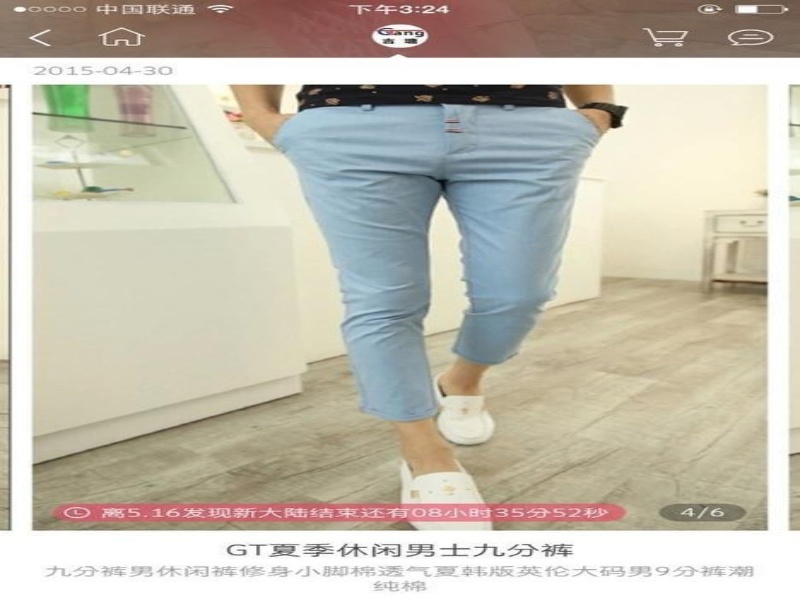 中国联通
下午3:24
Gang
吉 瑭
2015-04-30
离5.16发现新大陆结束还有08小时35分52秒
4/6
GT夏季休闲男士九分裤
九分裤男休闲裤修身小脚棉透气夏韩版英伦大码男9分裤潮
纯棉